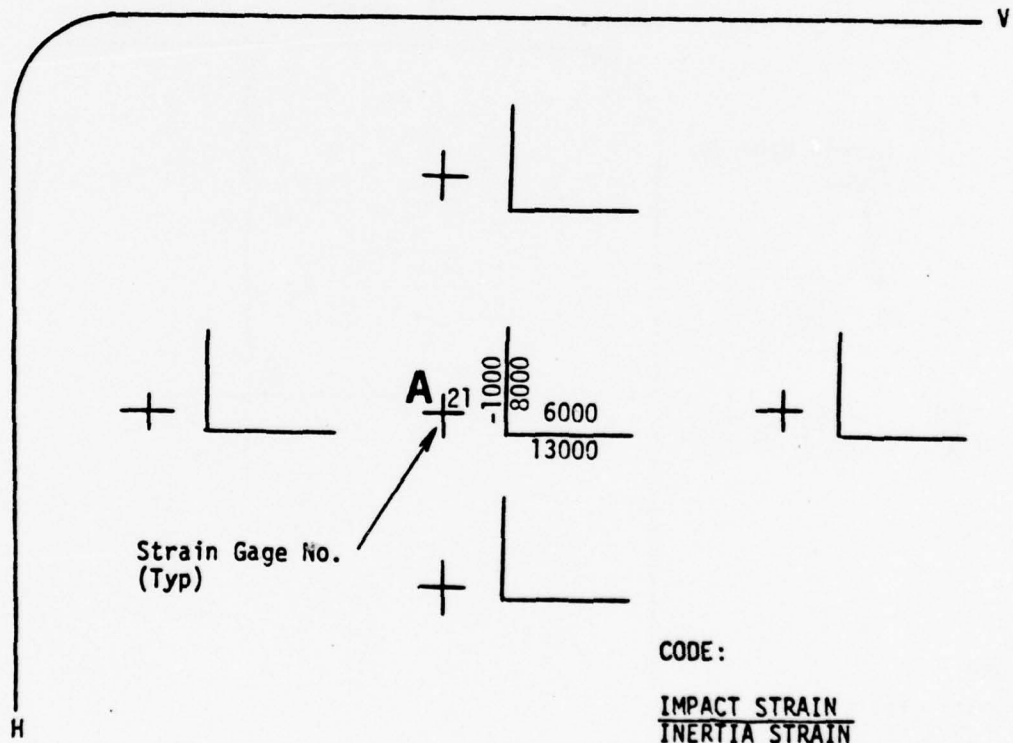 V
A
21
-1000
8000
6000
13000
Strain Gage No.
(Typ)
CODE:
IMPACT STRAIN
INERTIA STRAIN
H